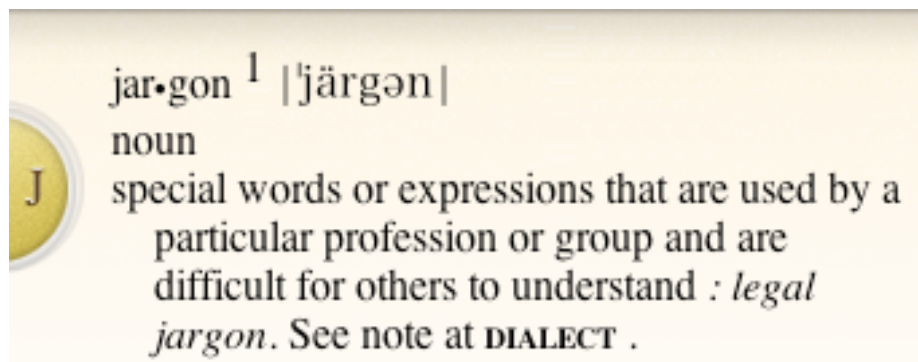 jar•gon 1 |ˈjärgən|
noun
J
special words or expressions that are used by a
particular profession or group and are
difficult for others to understand : legal
jargon. See note at DIALECT .